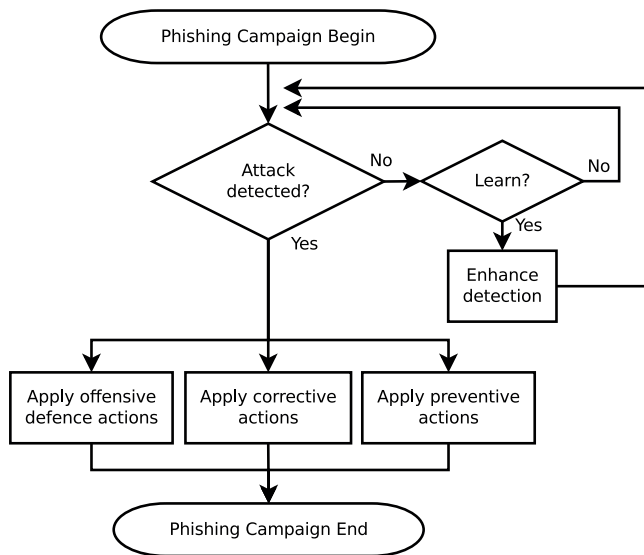 Phishing Campaign Begin
Attack
detected?
No
Learn?
No
Yes
Yes
Enhance
detection
Apply offensive
defence actions
Apply corrective
actions
Apply preventive
actions
Phishing Campaign End